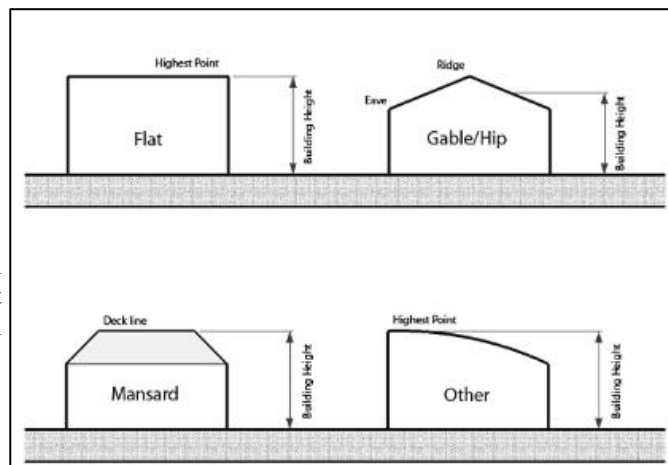 Highest Point
Flat
Building Height
Ridge
Eave
Gable/Hip
Building Height
Deck line
Mansard
Building Height
Highest Point
Other
Building Height